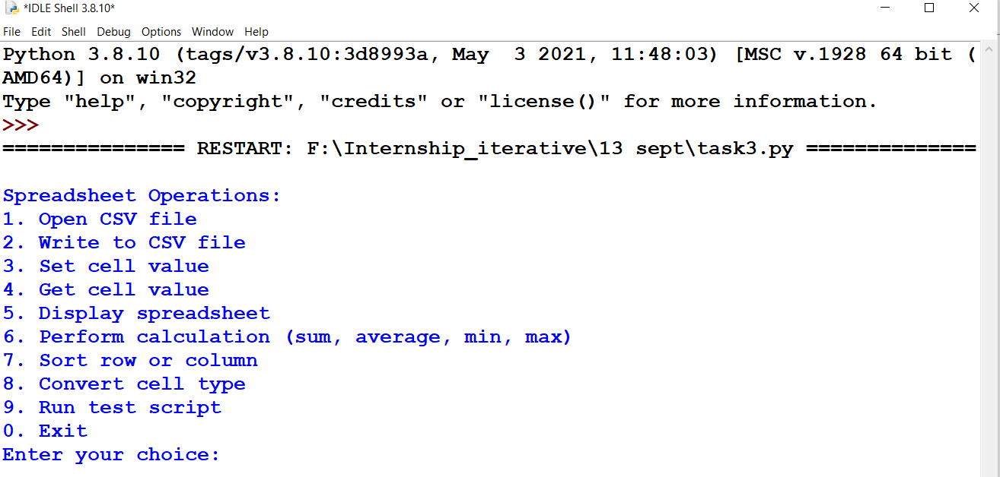 *IDLE Shell 3.8.10*
File Edit Shell Debug Options Window Help
Python 3.8.10 (tags/v3.8.10:3d8993a, May  3 2021, 11:48:03) [MSC v.1928 64 bit (
AMD64)] on win32
Type "help", "copyright", "credits" or "license()" for more information.
>>>
=============== RESTART: F:\Internship_iterative\13 sept\task3.py ==============
Spreadsheet Operations:
1. Open CSV file
2. Write to CSV file
3. Set cell value
4. Get cell value
5. Display spreadsheet
6. Perform calculation (sum, average, min, max)
7. Sort row or column
8. Convert cell type
9. Run test script
0. Exit
Enter your choice: